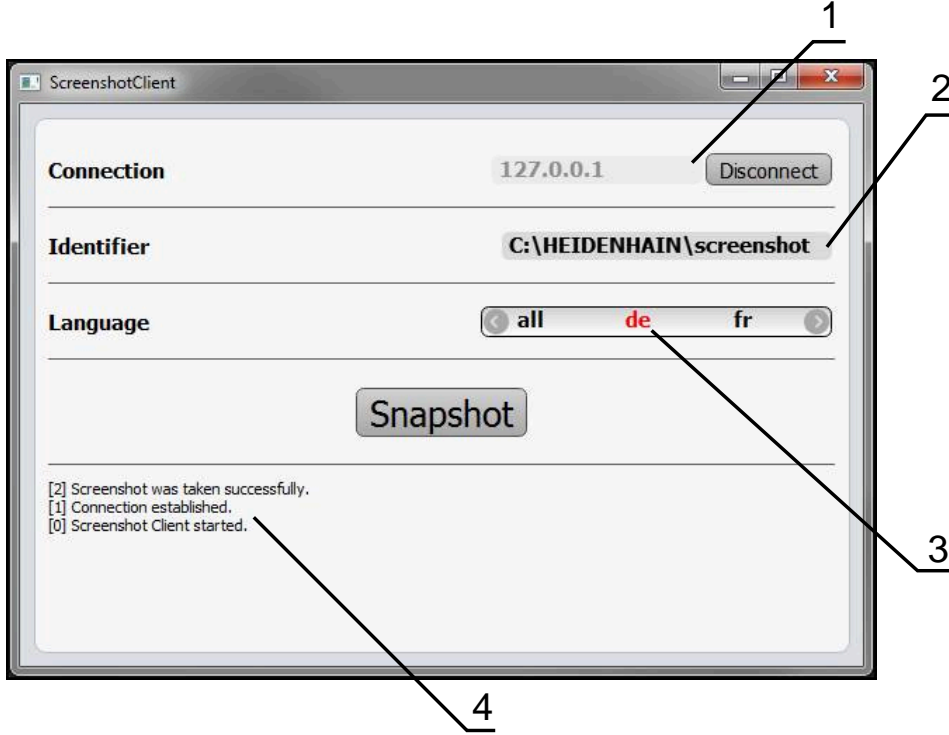 1
ScreenshotClient
2
Connection 127.0.0.1 Disconnect
Identifier C:\HEIDENHAIN\screenshot
Language all de fr
Snapshot
[2] Screenshot was taken successfully.
[1] Connection established.
[0] Screenshot Client started.
3
4